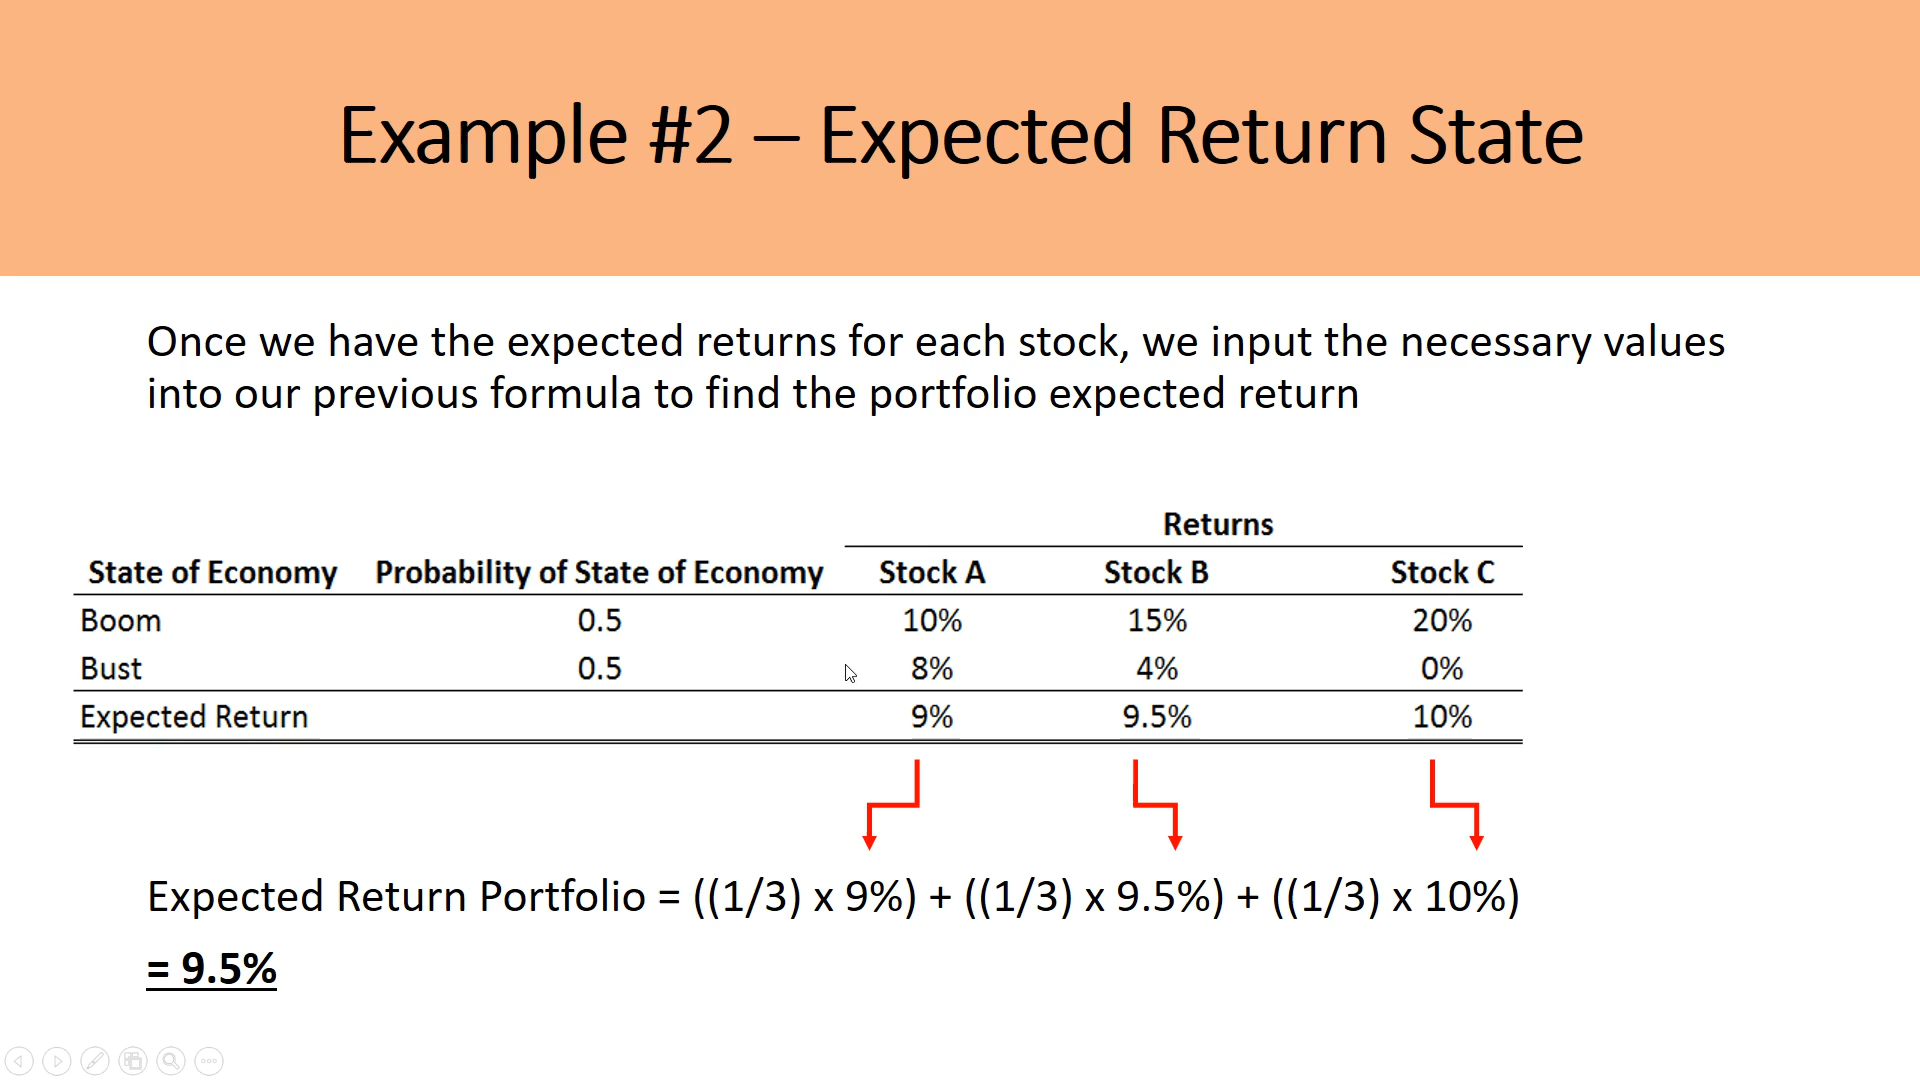 Example #2 – Expected Return State
Once we have the expected returns for each stock, we input the necessary values
into our previous formula to find the portfolio expected return
Returns
State of Economy Probability of State of Economy Stock A Stock B Stock C
Boom 0.5 10% 15% 20%
Bust 0.5 8% 4% 0%
Expected Return 9% 9.5% 10%
Expected Return Portfolio = ((1/3) x 9%) + ((1/3) x 9.5%) + ((1/3) x 10%)
= 9.5%